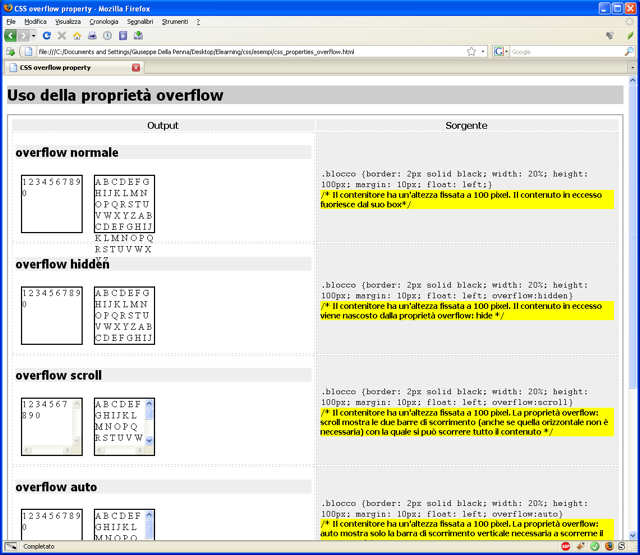 CSS overflow property - Mozilla Firefox
File Modifica Visualizza Cronologia Segnalibri Strumenti ?
file:///C:/Documents and Settings/Giuseppe Della Penna/Desktop/Elearning/css/esempi/css_properties_overflow.html
Google
CSS overflow property
Uso della proprietà overflow
Output Sorgente
overflow normale
1 2 3 4 5 6 7 8 9
0
A B C D E F G
H I J K L M N
O P Q R S T U
V W X Y Z A B
C D E F G H I J
K L M N O P Q
R S T U V W X
Y Z
.blocco {border: 2px solid black; width: 20%; height:
100px; margin: 10px; float: left;}
/* Il contenitore ha un'altezza fissata a 100 pixel. Il contenuto in eccesso
fuoriesce dal suo box*/
overflow hidden
1 2 3 4 5 6 7 8 9
0
A B C D E F G
H I J K L M N
O P Q R S T U
V W X Y Z A B
C D E F G H I J
.blocco {border: 2px solid black; width: 20%; height:
100px; margin: 10px; float: left; overflow:hidden}
/* Il contenitore ha un'altezza fissata a 100 pixel. Il contenuto in eccesso
viene nascosto dalla proprietà overflow: hide */
overflow scroll
1 2 3 4 5 6 7
8 9 0
A B C D E F
G H I J K L
M N O P Q
R S T U V W
.blocco {border: 2px solid black; width: 20%; height:
100px; margin: 10px; float: left; overflow:scroll}
/* Il contenitore ha un'altezza fissata a 100 pixel. La proprietà overflow:
scroll mostra le due barre di scorrimento (anche se quella orizzontale non è
necessaria) con la quale si può scorrere tutto il contenuto */
overflow auto
1 2 3 4 5 6 7 8 9
0
A B C D E F
G H I J K L
M N O P Q
.blocco {border: 2px solid black; width: 20%; height:
100px; margin: 10px; float: left; overflow:auto}
/* Il contenitore ha un'altezza fissata a 100 pixel. La proprietà overflow:
auto mostra solo la barra di scorrimento verticale necessaria a scorrerne il
Completato